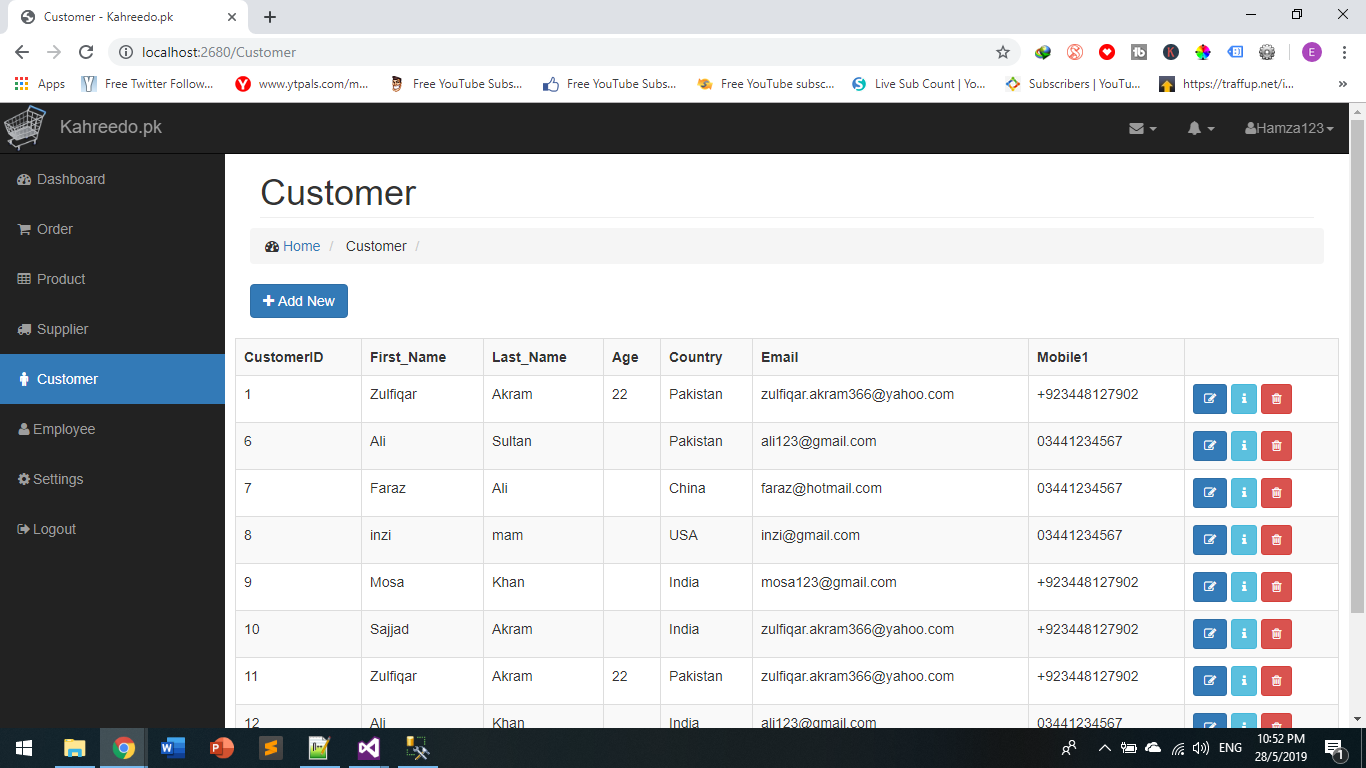 Customer - Kahreedo.pk
localhost:2680/Customer
E
Apps Free Twitter Follow... www.ytpals.com/m... Free YouTube Subs... Free YouTube Subs... Free YouTube subsc... Live Sub Count | Yo... Subscribers | YouTu... https://traffup.net/i...
Kahreedo.pk Hamza123
Dashboard
Order
Product
Supplier
Customer
Employee
Settings
Logout
Customer
Home / Customer /
Add New
CustomerID First_Name Last_Name Age Country Email Mobile1
1 Zulfiqar Akram 22 Pakistan zulfiqar.akram366@yahoo.com +923448127902
6 Ali Sultan Pakistan ali123@gmail.com 03441234567
7 Faraz Ali China faraz@hotmail.com 03441234567
8 inzi mam USA inzi@gmail.com 03441234567
9 Mosa Khan India mosa123@gmail.com +923448127902
10 Sajjad Akram India zulfiqar.akram366@yahoo.com +923448127902
11 Zulfiqar Akram 22 Pakistan zulfiqar.akram366@yahoo.com +923448127902
12 Ali Khan India ali123@gmail.com 03441234567
ENG
10:52 PM
28/5/2019
1